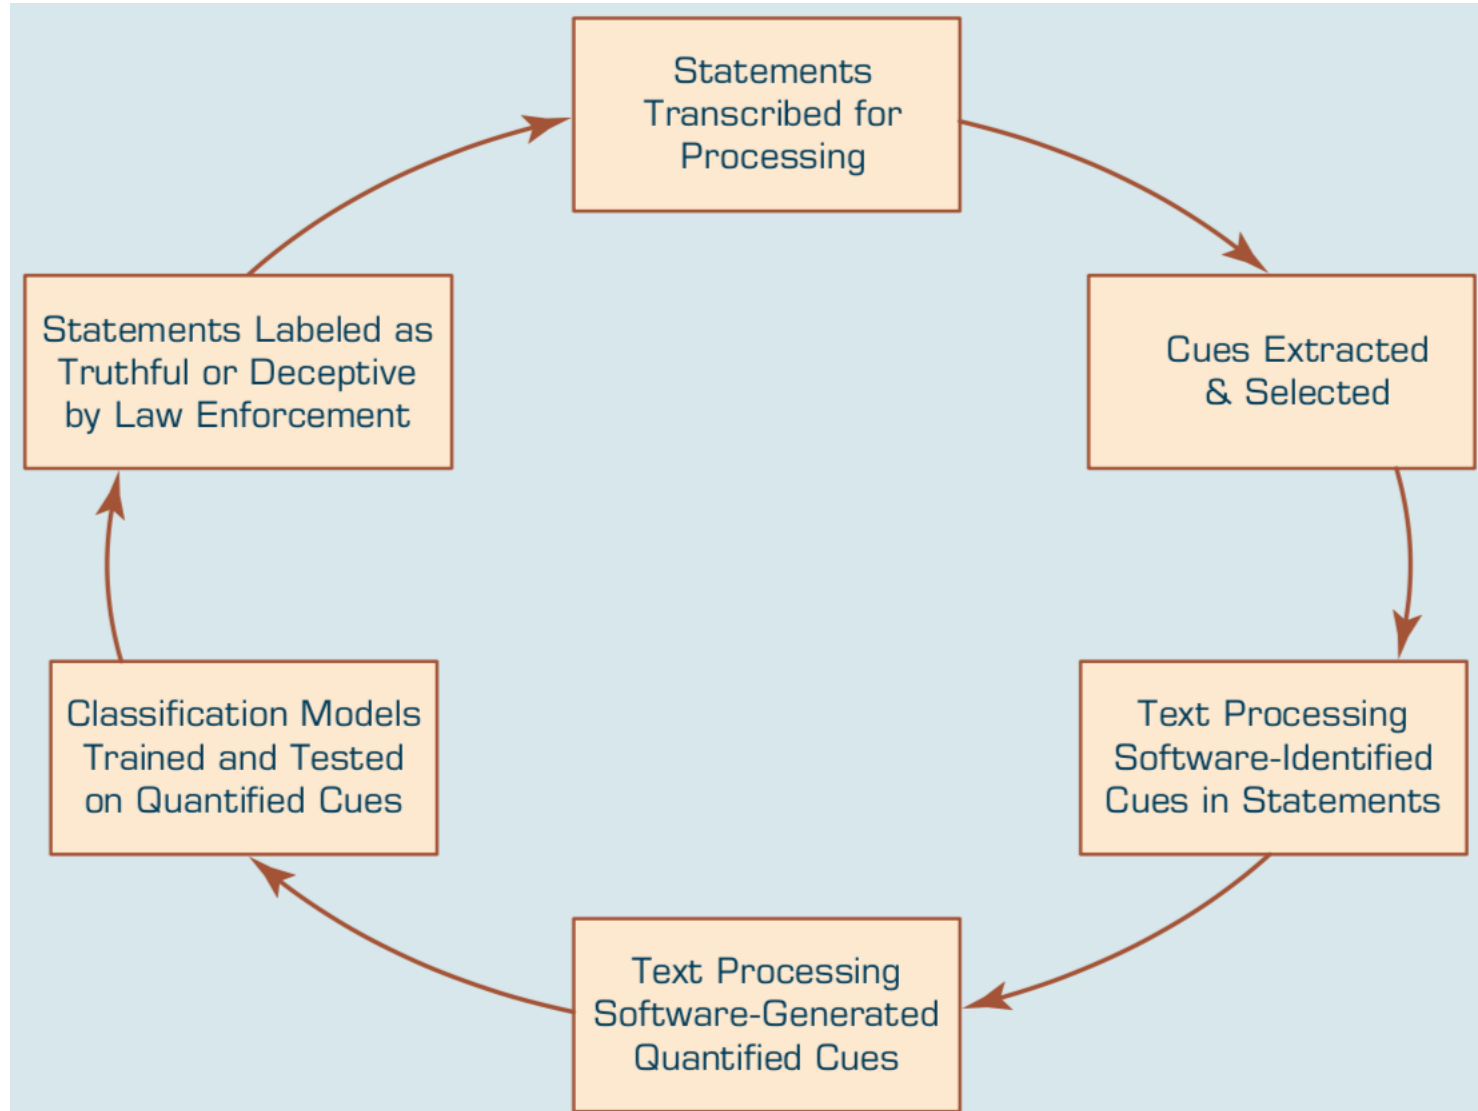 Statements
Transcribed for
Processing
Cues Extracted
& Selected
Text Processing
Software-Identified
Cues in Statements
Text Processing
Software-Generated
Quantified Cues
Classification Models
Trained and Tested
on Quantified Cues
Statements Labeled as
Truthful or Deceptive
by Law Enforcement